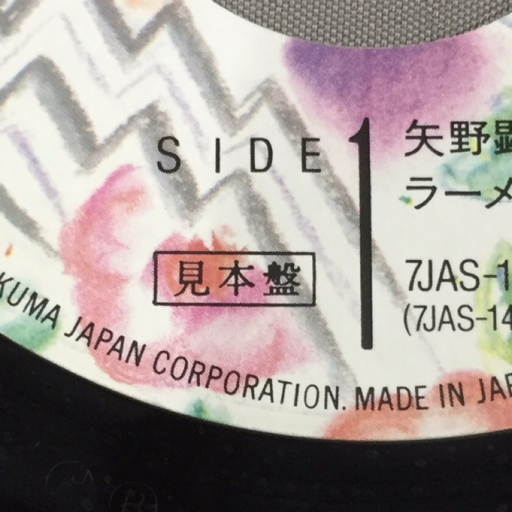 SIDE 1
矢野顕
ラーメ
見本盤
7JAS-1
(7JAS-14
KUMA JAPAN CORPORATION. MADE IN JAP